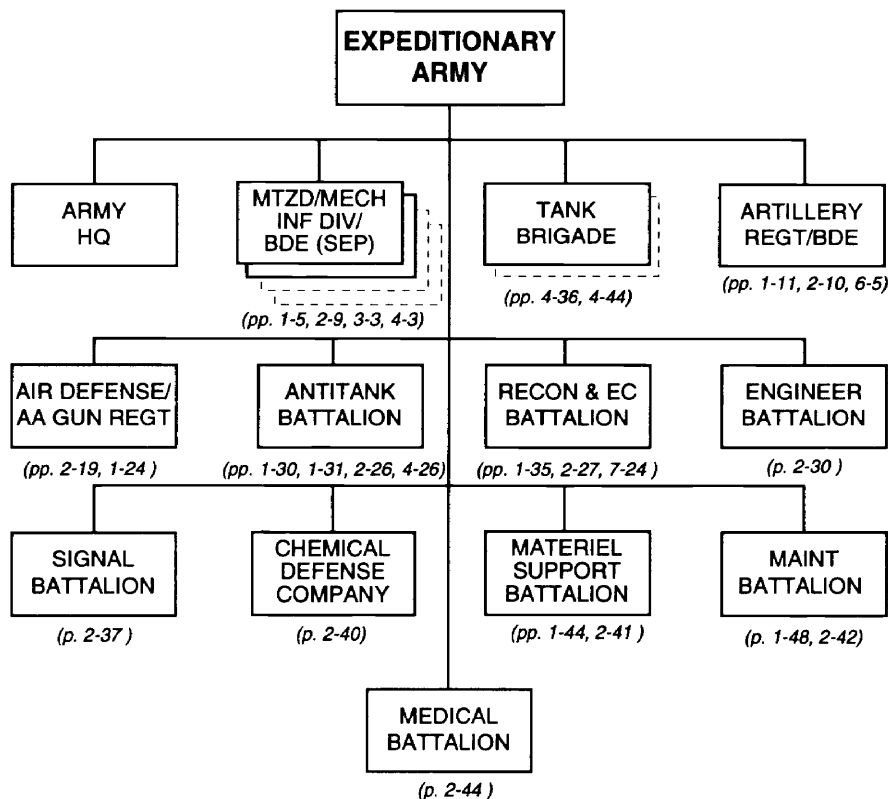 EXPEDITIONARY
ARMY
ARMY
HQ
MTZD/MECH
INF DIV/
BDE (SEP)
(pp. 1-5, 2-9, 3-3, 4-3)
TANK
BRIGADE
(pp. 4-36, 4-44)
ARTILLERY
REGT/BDE
(pp. 1-11, 2-10, 6-5)
AIR DEFENSE/
AA GUN REGT
(pp. 2-19, 1-24)
ANTITANK
BATTALION
(pp. 1-30, 1-31, 2-26, 4-26)
RECON & EC
BATTALION
(pp. 1-35, 2-27, 7-24)
ENGINEER
BATTALION
(p. 2-30 )
SIGNAL
BATTALION
(p. 2-37 )
CHEMICAL
DEFENSE
COMPANY
(p. 2-40)
MATERIEL
SUPPORT
BATTALION
(pp. 1-44, 2-41 )
MAINT
BATTALION
(p. 1-48, 2-42)
MEDICAL
BATTALION
(p. 2-44 )